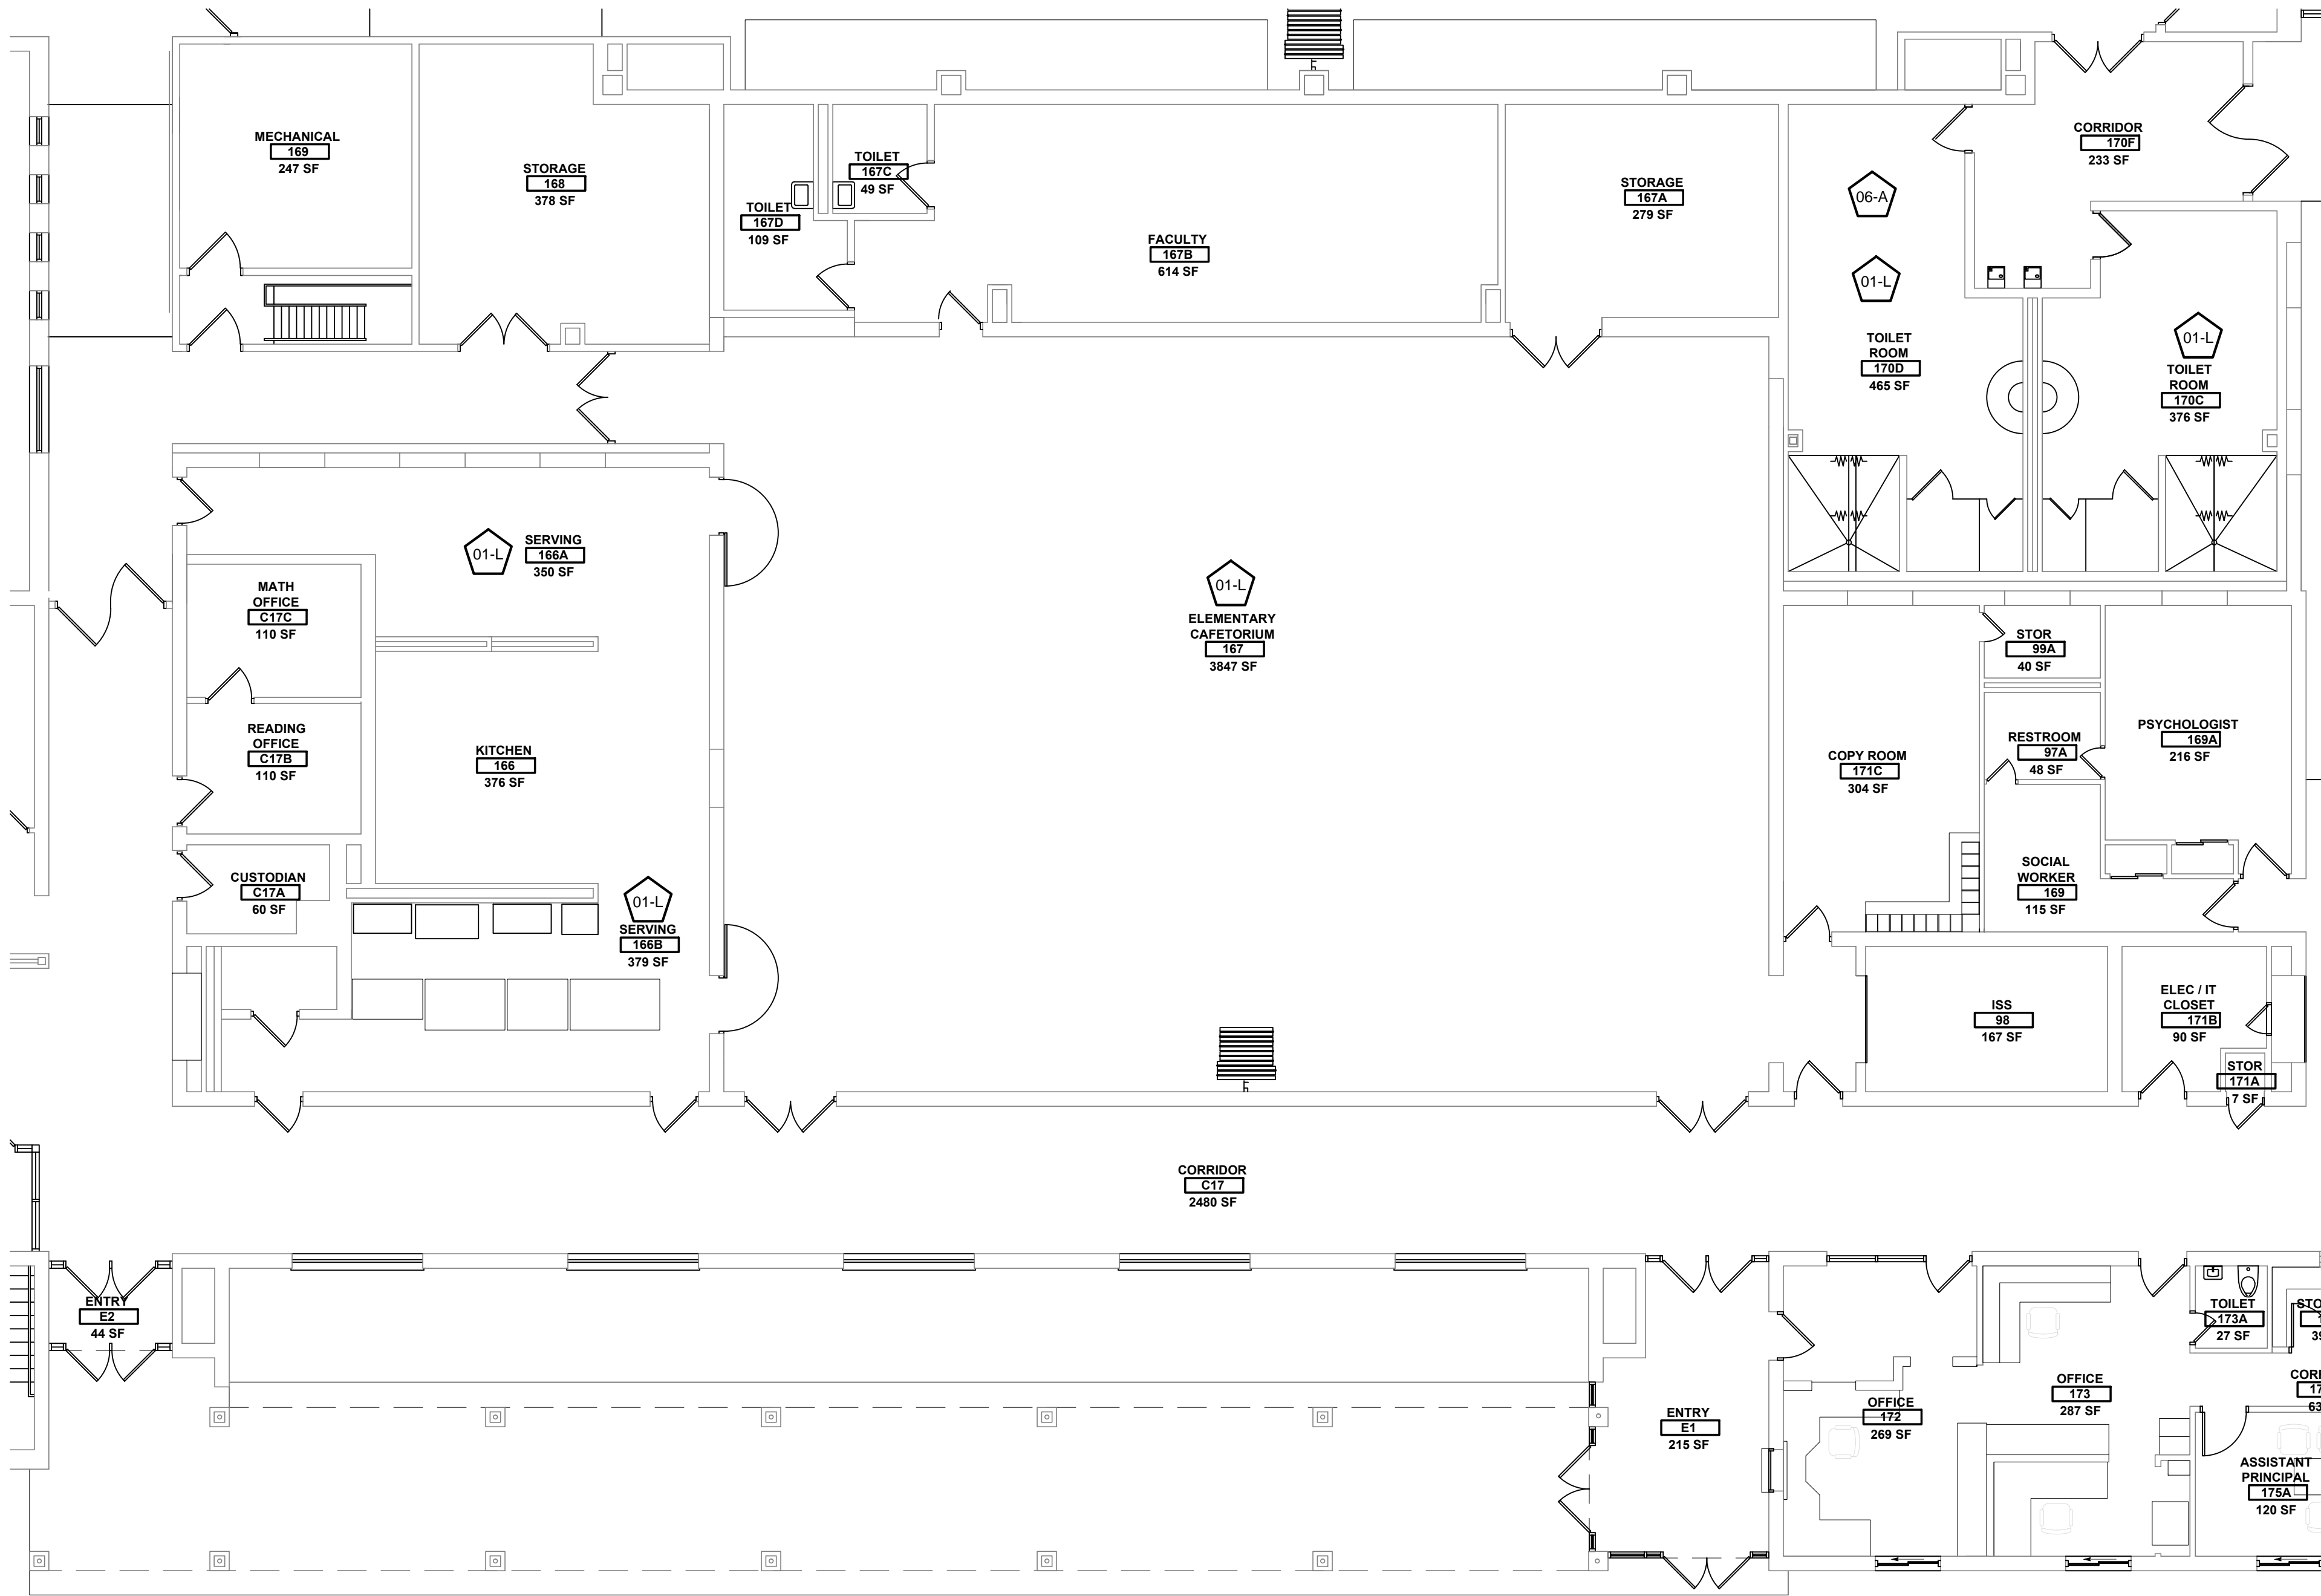 MECHANICAL
169
247 SF
STORAGE
168
378 SF
TOILET
167C
49 SF
TOILET
167D
109 SF
FACULTY
167B
614 SF
STORAGE
167A
279 SF
06-A
CORRIDOR
170F
233 SF
01-L
TOILET
ROOM
170D
465 SF
01-L
TOILET
ROOM
170C
376 SF
01-L
SERVING
166A
350 SF
MATH
OFFICE
C17C
110 SF
READING
OFFICE
C17B
110 SF
KITCHEN
166
376 SF
CUSTODIAN
C17A
60 SF
01-L
SERVING
166B
379 SF
01-L
ELEMENTARY
CAFETORIUM
167
3847 SF
STOR
99A
40 SF
RESTROOM
97A
48 SF
PSYCHOLOGIST
169A
216 SF
COPY ROOM
171C
304 SF
SOCIAL
WORKER
169
115 SF
ISS
98
167 SF
ELEC / IT
CLOSET
171B
90 SF
STOR
171A
7 SF
CORRIDOR
C17
2480 SF
ENTRY
E2
44 SF
ENTRY
E1
215 SF
OFFICE
172
269 SF
OFFICE
173
287 SF
TOILET
173A
27 SF
ASSISTANT
PRINCIPAL
175A
120 SF